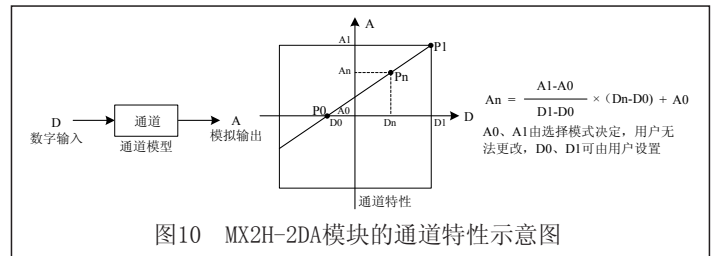 D
数字输入
通道
通道模型
A
模拟输出
A
A1
P1
An
Pn
P0
A0
D
D0
Dn
D1
通道特性
An = A1-A0 / D1-D0 ×（Dn-D0）+ A0
A0、A1由选择模式决定，用户无
法更改，D0、D1可由用户设置
图10 MX2H-2DA模块的通道特性示意图